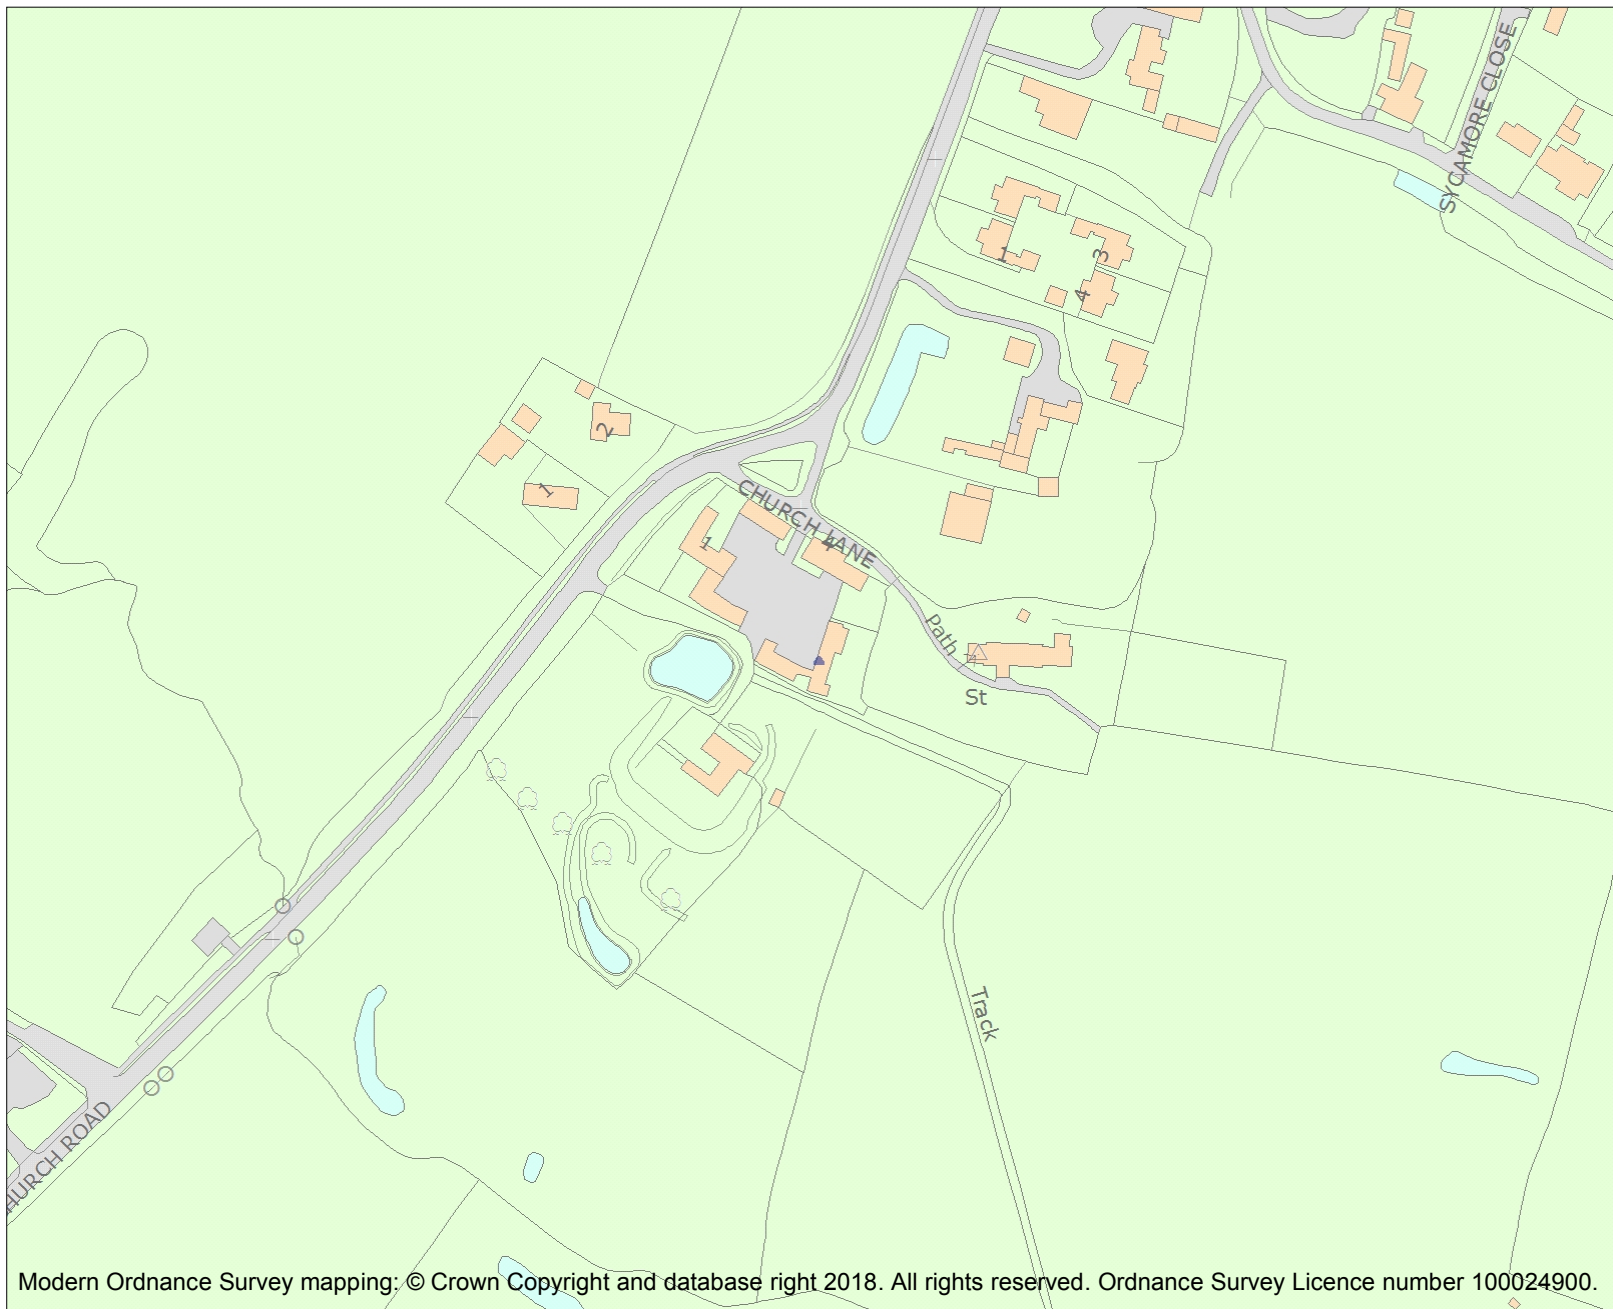 SYCAMORE CLOSE
1
3
4
2
1
CHURCH LANE
1
4
Path
St
Track
HURCH ROAD
Modern Ordnance Survey mapping: © Crown Copyright and database right 2018. All rights reserved. Ordnance Survey Licence number 100024900.